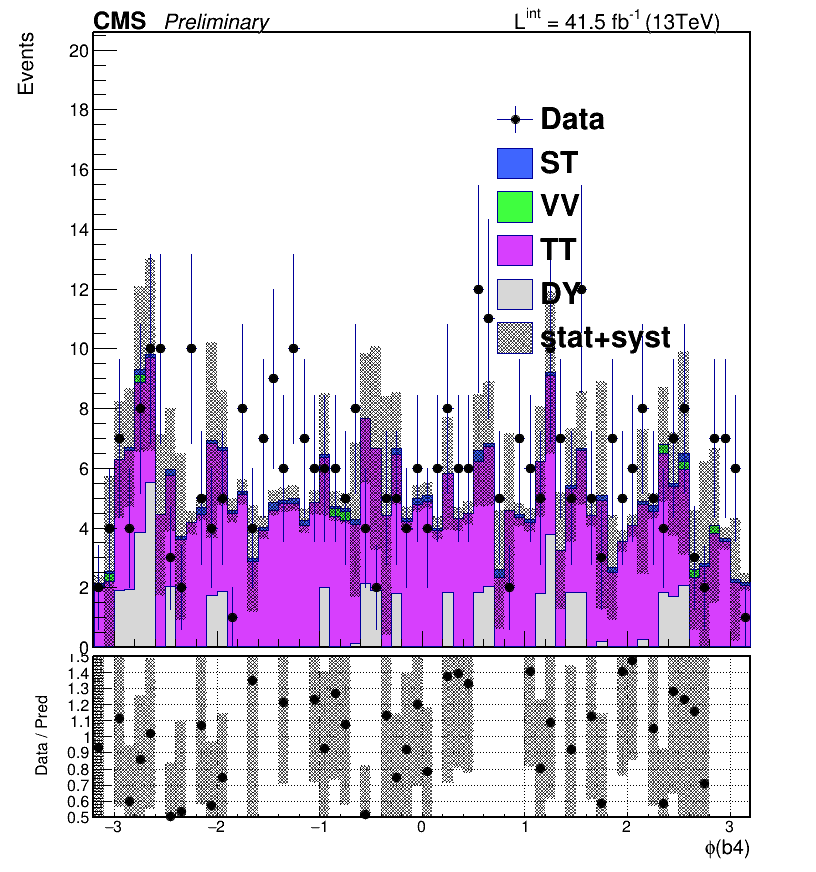 CMS Preliminary L^int = 41.5 fb^-1 (13TeV)
Events
20
18
16
14
12
10
8
6
4
2
0
Data
ST
VV
TT
DY
stat+syst
Data / Pred
1.5
1.4
1.3
1.2
1.1
1
0.9
0.8
0.7
0.6
0.5
−3 −2 −1 0 1 2 3
ϕ(b4)